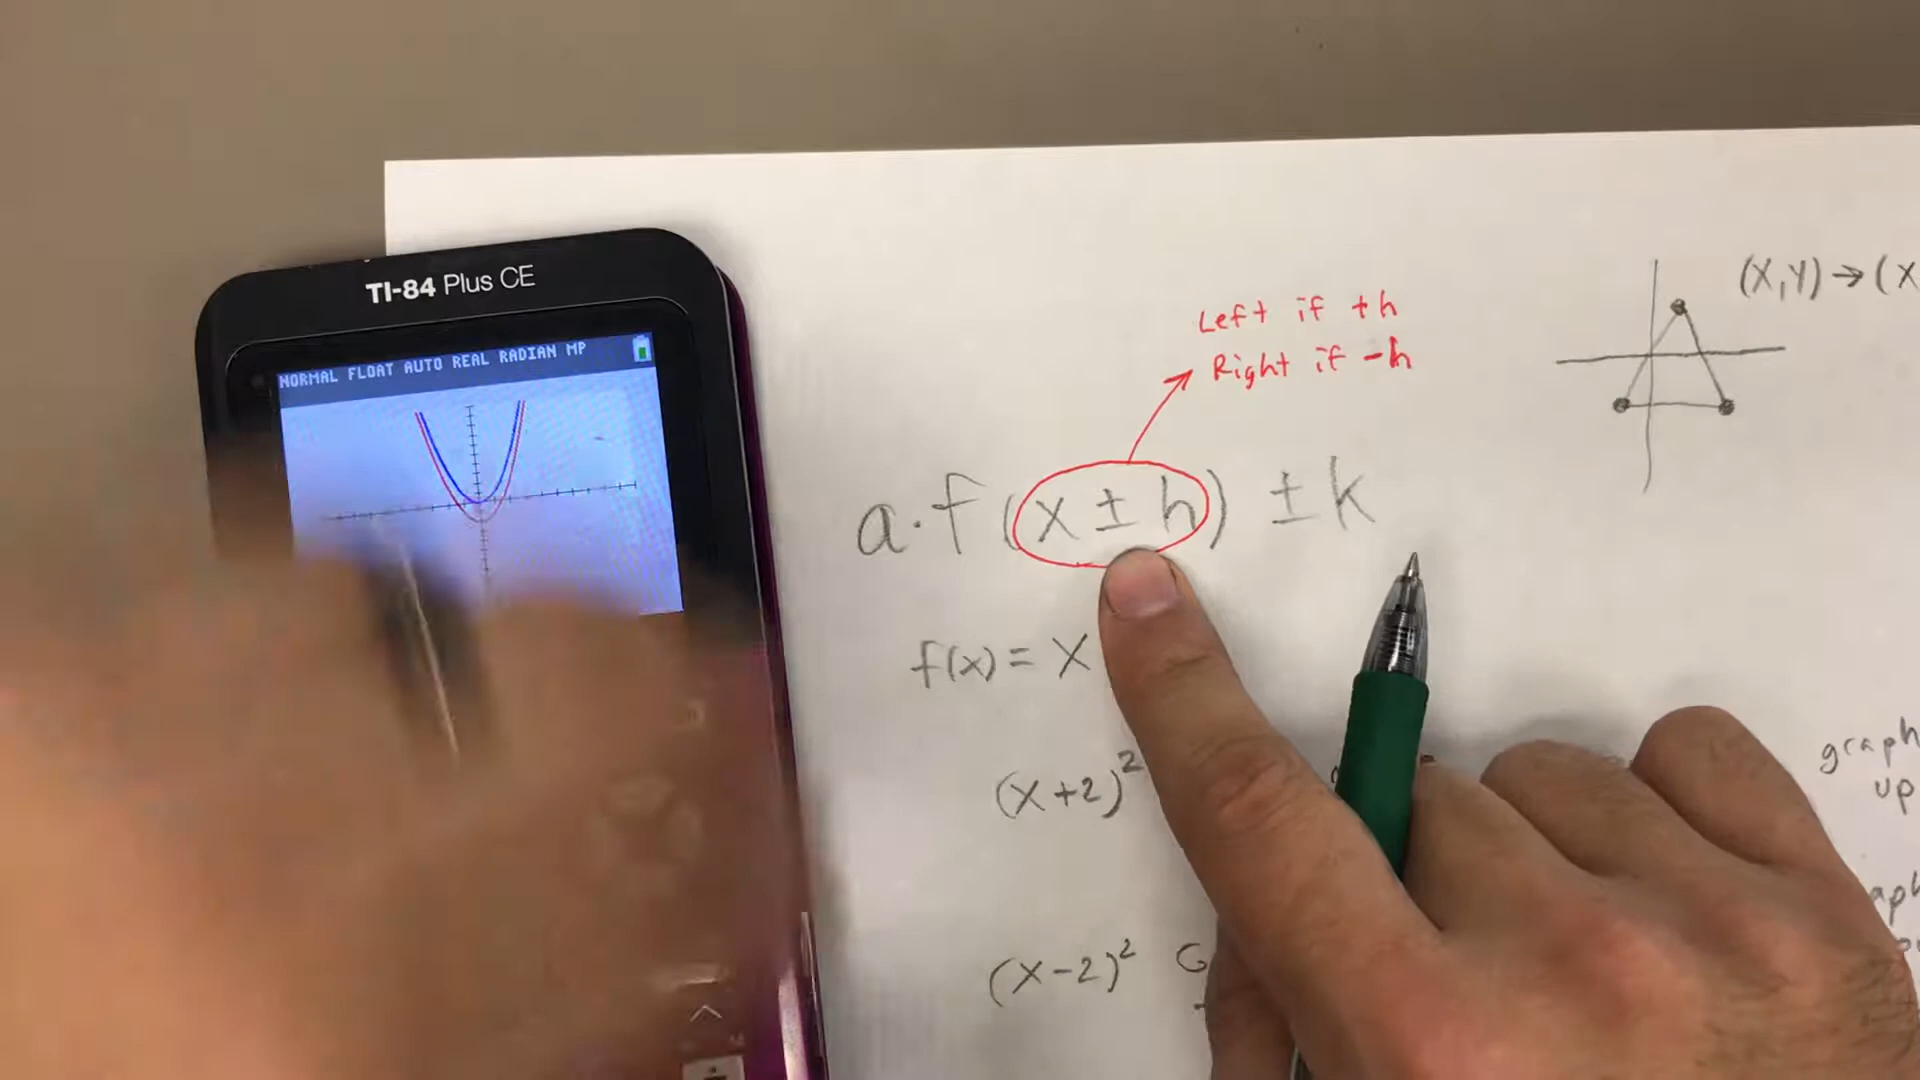 TI-84 Plus CE
NORMAL FLOAT AUTO REAL RADIAN MP
Left if +h
Right if -h
(X,Y) → (X
a·f(x ± h) ± k
f(x) = X
(X+2)²
graph
up
(X-2)² G